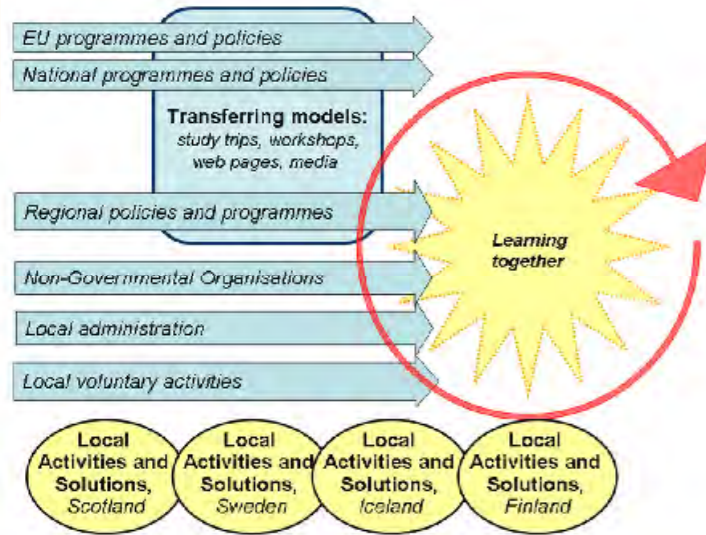 EU programmes and policies
National programmes and policies
Transferring models:
study trips, workshops,
web pages, media
Regional policies and programmes
Learning
together
Non-Governmental Organisations
Local administration
Local voluntary activities
Local
Activities and
Solutions,
Scotland
Local
Activities and
Solutions,
Sweden
Local
Activities and
Solutions,
Iceland
Local
Activities and
Solutions,
Finland